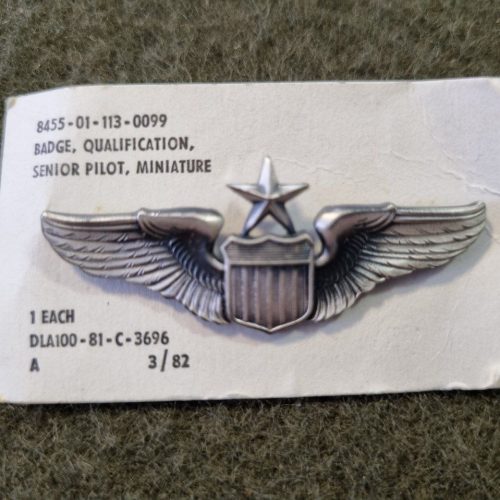 8455-01-113-0099
BADGE, QUALIFICATION,
SENIOR PILOT, MINIATURE
1 EACH
DLA100-81-C-3696
A 3/82